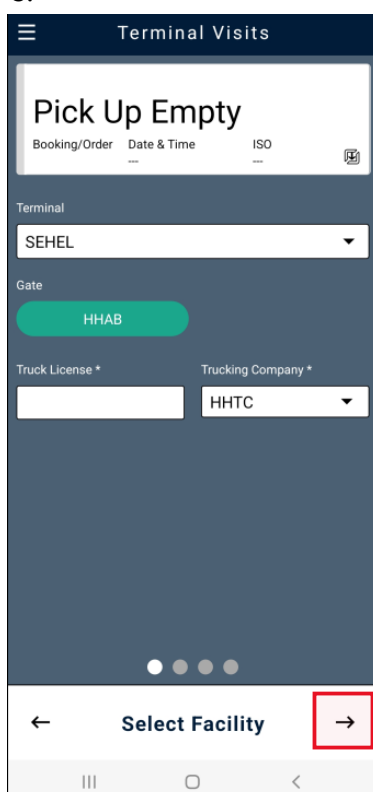 Terminal Visits
Pick Up Empty
Booking/Order Date & Time ISO
--- ---
Terminal
SEHEL
Gate
HHAB
Truck License * Trucking Company *
HHTC
Select Facility